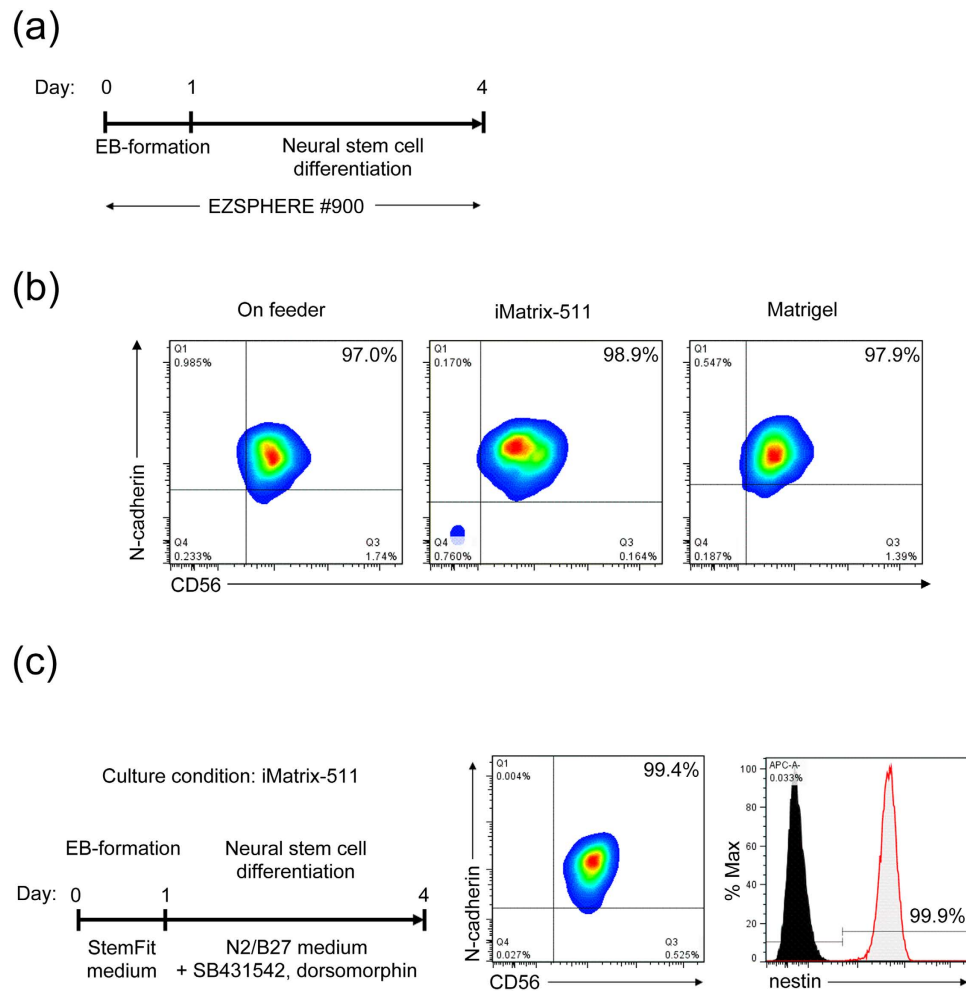 (a)
Day: 0 1 4
EB-formation
Neural stem cell
differentiation
EZSPHERE #900
(b)
On feeder
iMatrix-511
Matrigel
N-cadherin
Q1
0.985%
97.0%
Q4
0.233%
Q3
1.74%
Q1
0.170%
98.9%
Q4
0.760%
Q3
0.164%
Q1
0.547%
97.9%
Q4
0.187%
Q3
1.39%
CD56
(c)
Culture condition: iMatrix-511
EB-formation
Neural stem cell
differentiation
Day: 0 1 4
StemFit
medium
N2/B27 medium
+ SB431542, dorsomorphin
N-cadherin
Q1
0.004%
99.4%
Q4
0.027%
Q3
0.525%
CD56
% Max
100
80
60
40
20
0
APC-A-
0.033%
99.9%
nestin